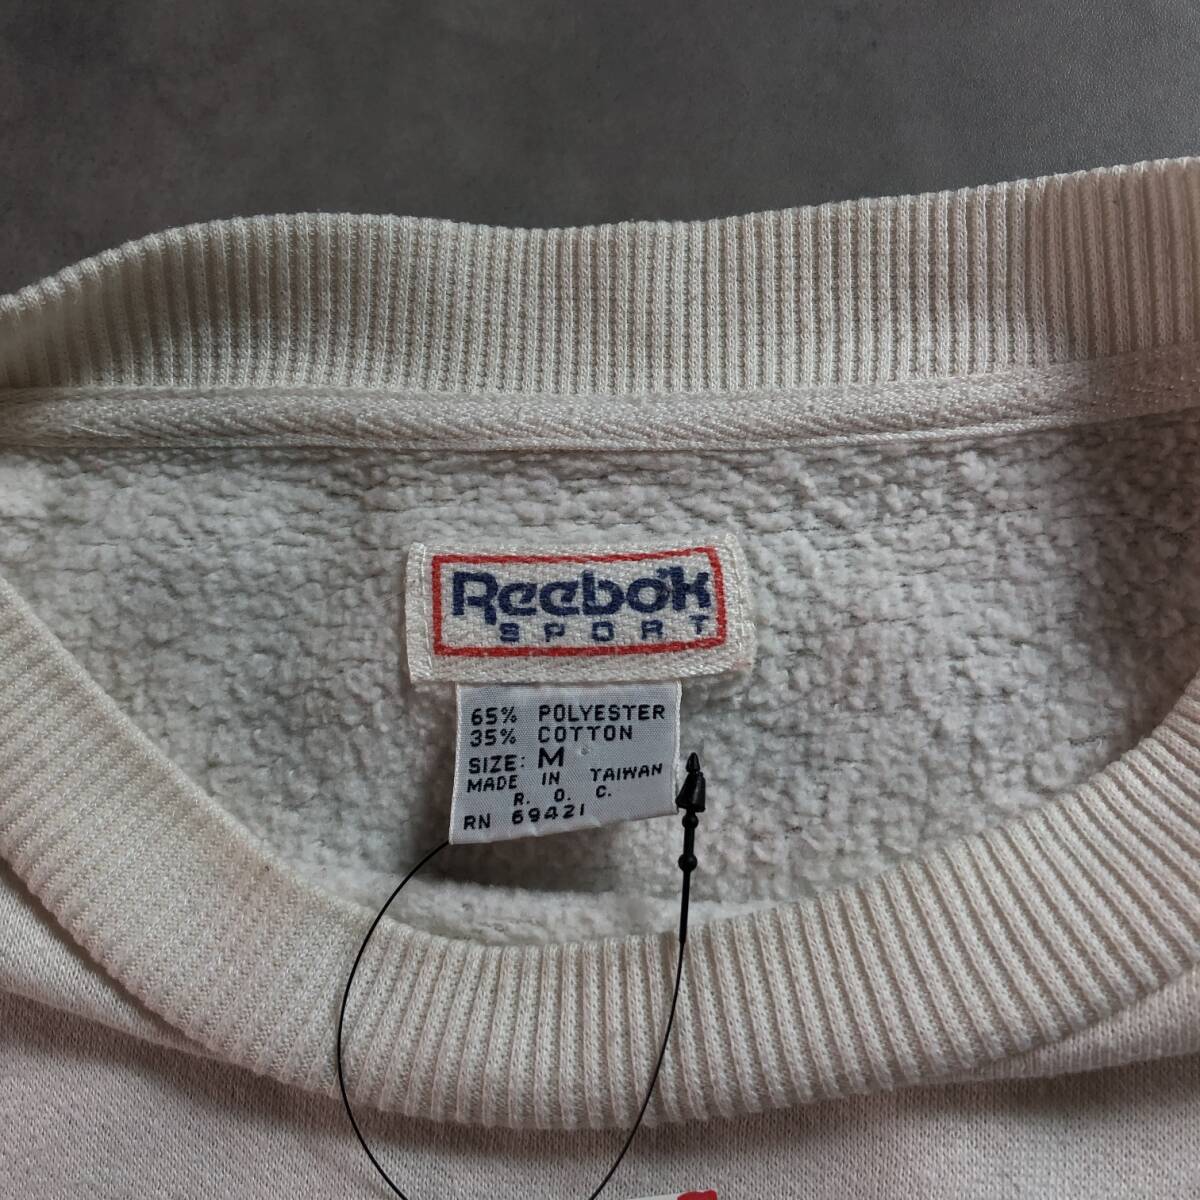 Reebok
SPORT
65% POLYESTER
35% COTTON
SIZE: M
MADE IN TAIWAN
R. O. C.
RN 69421